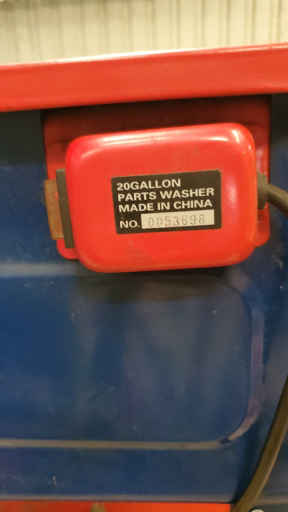 20GALLON
PARTS WASHER
MADE IN CHINA
NO. 0053698